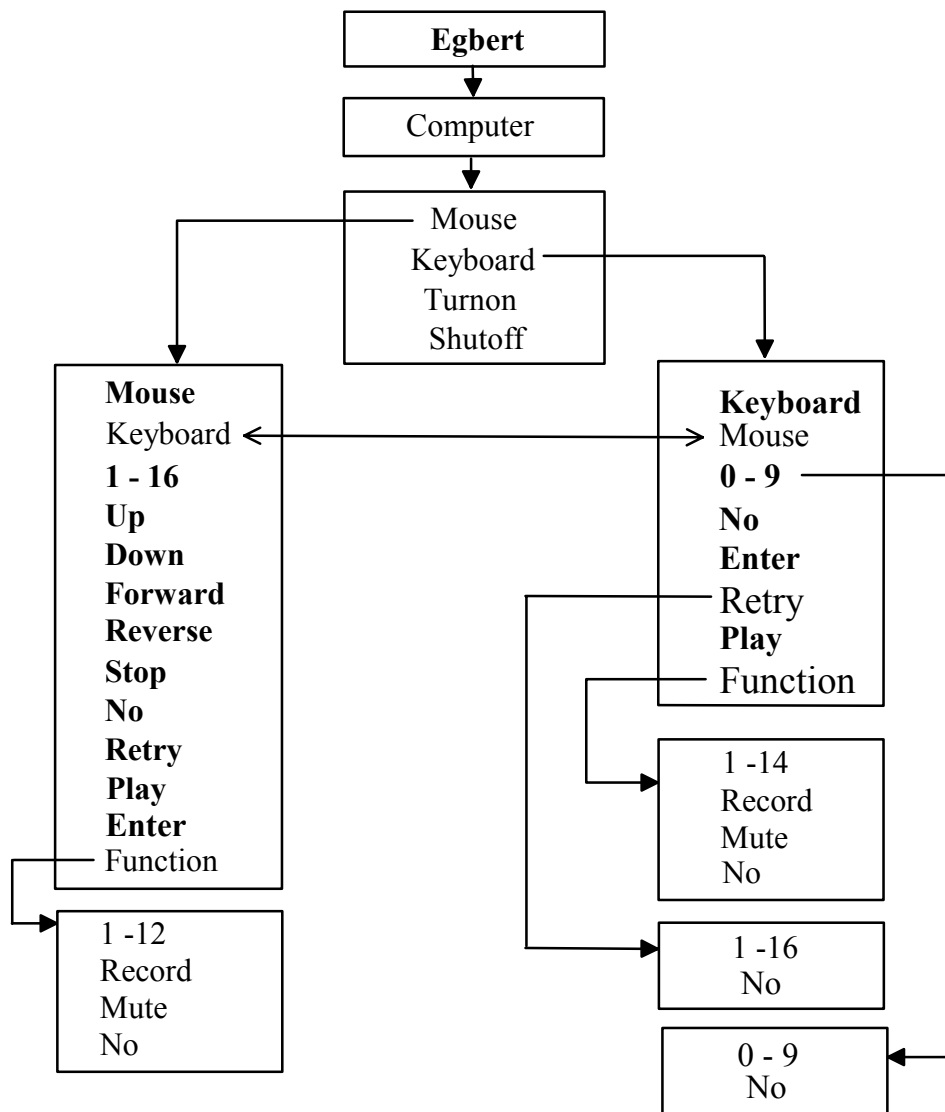 Egbert
Computer
Mouse
Keyboard
Turnon
Shutoff
Mouse
Keyboard
1 - 16
Up
Down
Forward
Reverse
Stop
No
Retry
Play
Enter
Function
1 -12
Record
Mute
No
Keyboard
Mouse
0 - 9
No
Enter
Retry
Play
Function
1 -14
Record
Mute
No
1 -16
No
0 - 9
No